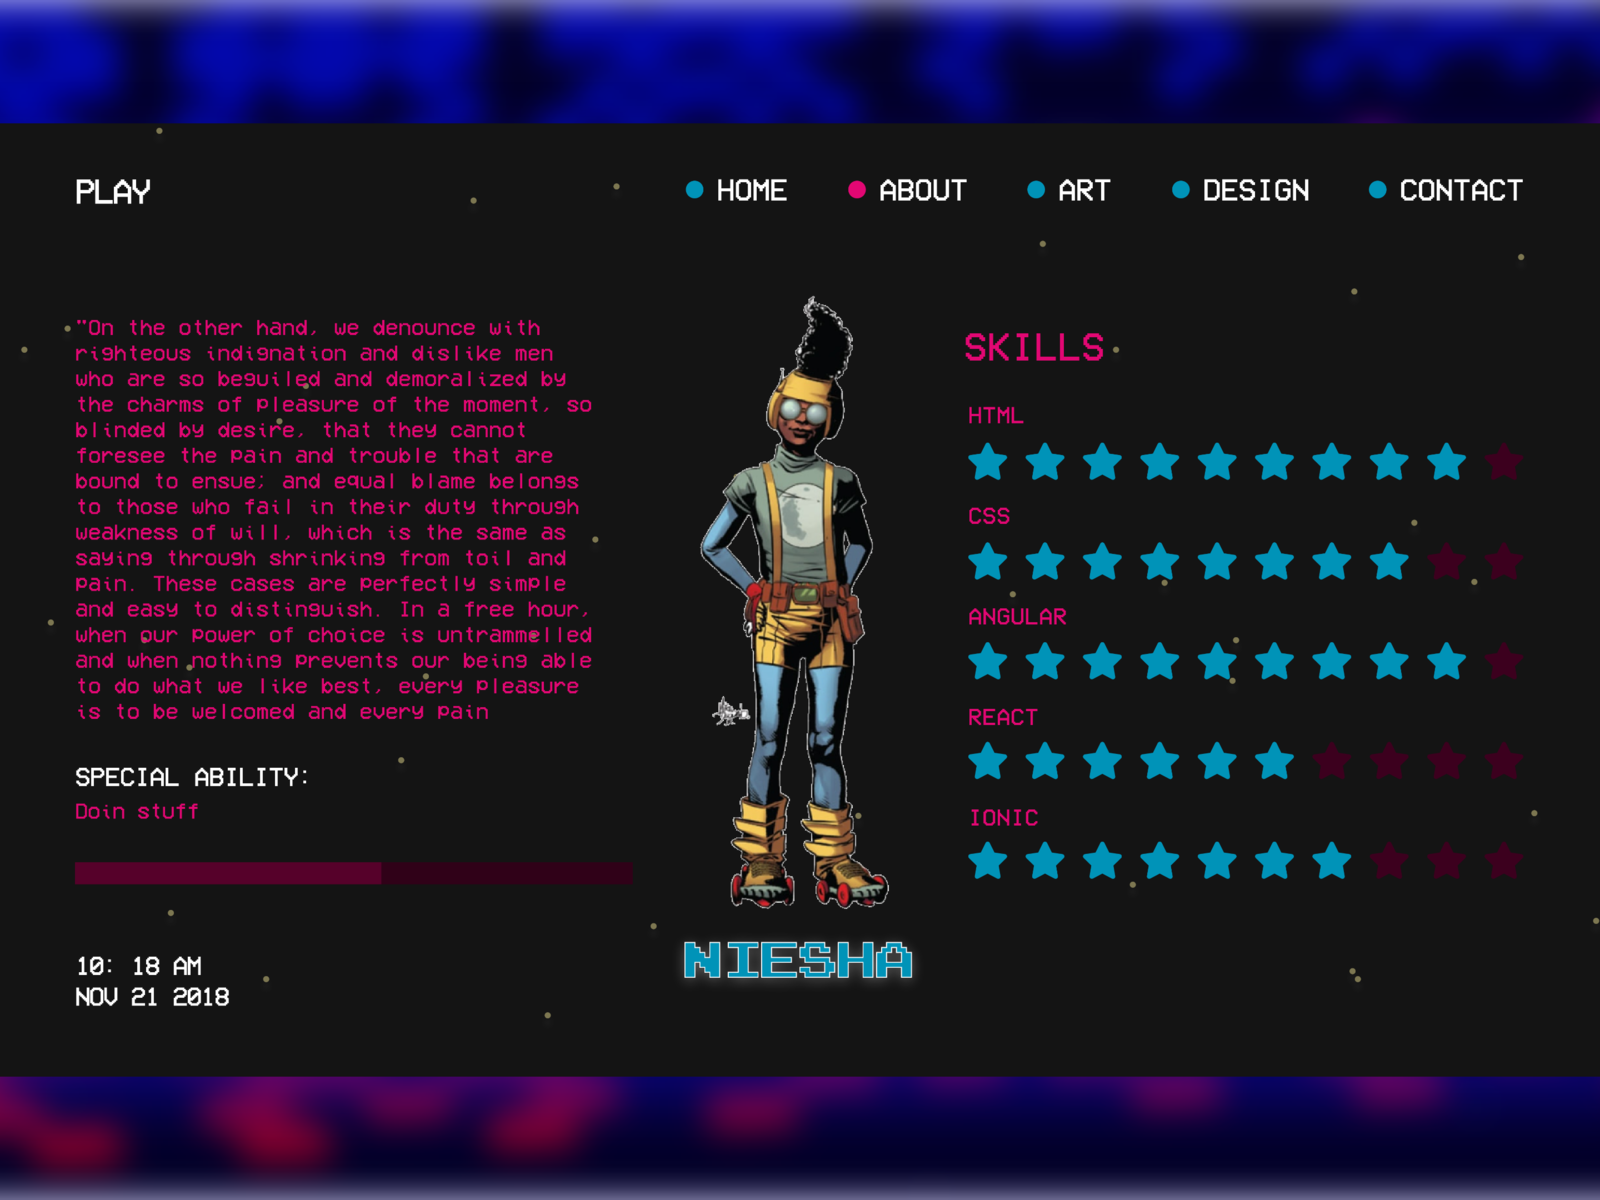 PLAY
HOME ABOUT ART DESIGN CONTACT
"On the other hand, we denounce with
righteous indignation and dislike men
who are so beguiled and demoralized by
the charms of pleasure of the moment, so
blinded by desire, that they cannot
foresee the pain and trouble that are
bound to ensue; and equal blame belongs
to those who fail in their duty through
weakness of will, which is the same as
saying through shrinking from toil and
pain. These cases are perfectly simple
and easy to distinguish. In a free hour,
when our power of choice is untrammelled
and when nothing prevents our being able
to do what we like best, every pleasure
is to be welcomed and every pain
SPECIAL ABILITY:
Doin stuff
10: 18 AM
NOV 21 2018
NIESHA
SKILLS
HTML
CSS
ANGULAR
REACT
IONIC